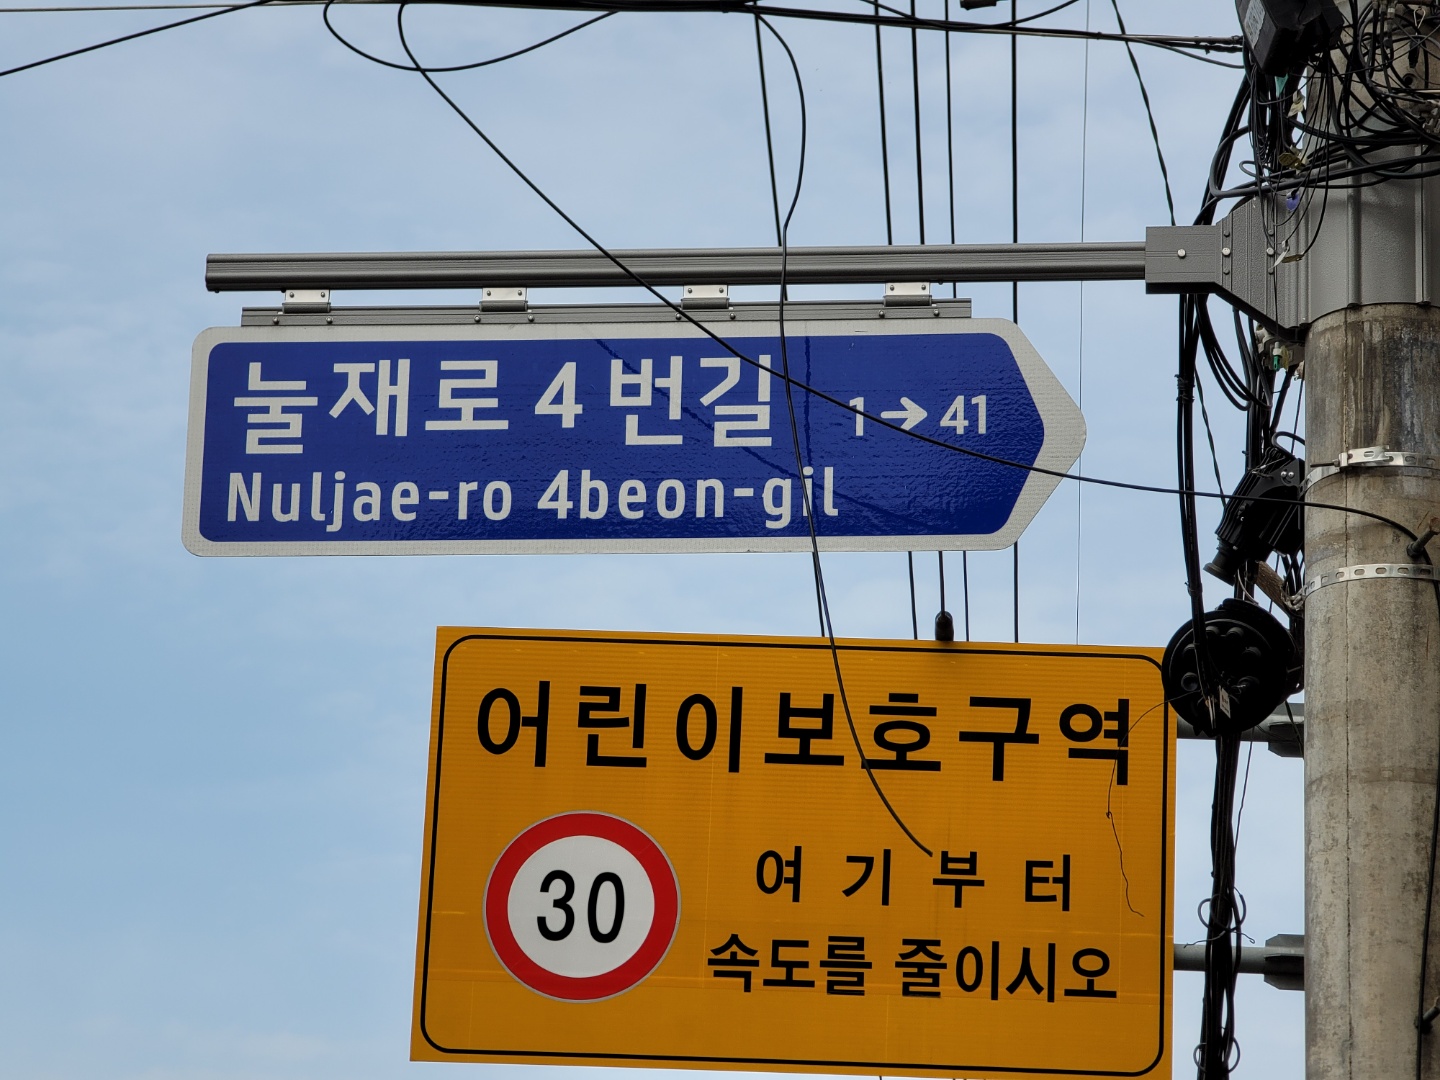 눌재로 4 번길 1→41
Nuljae-ro 4beon-gil
어린이보호구역
30
여기부터
속도를 줄이시오